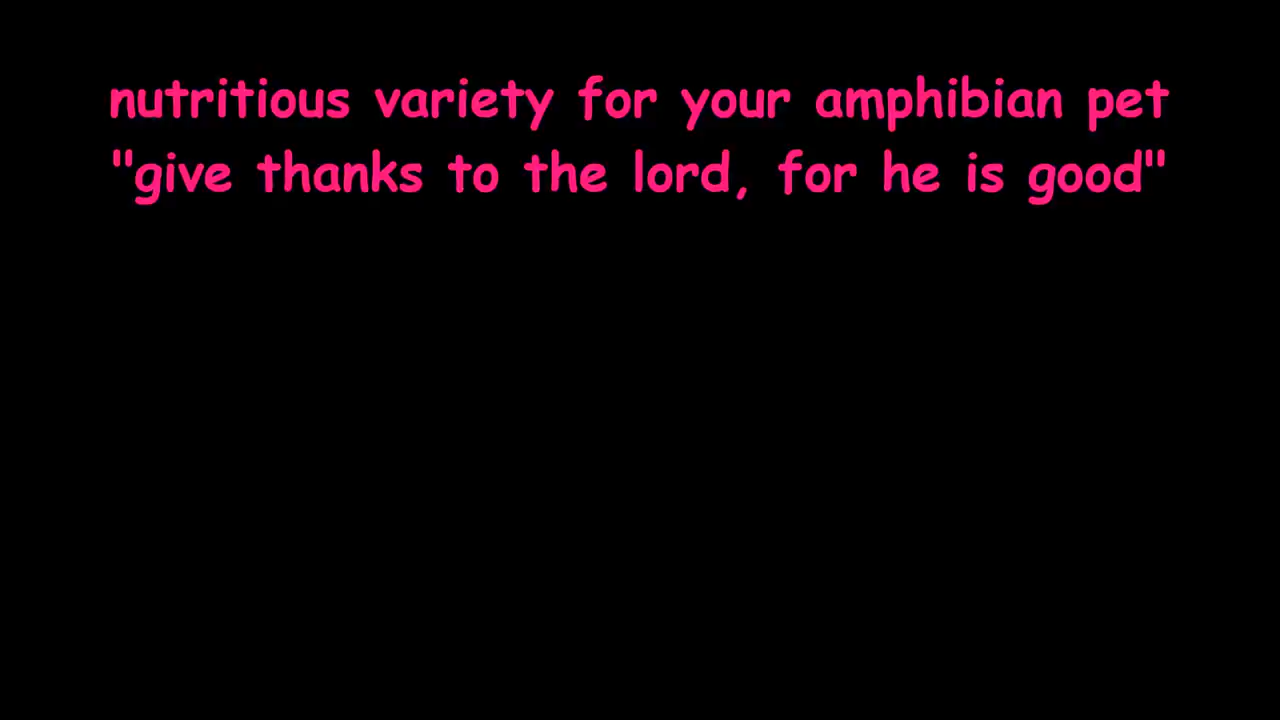 nutritious variety for your amphibian pet
"give thanks to the lord, for he is good"